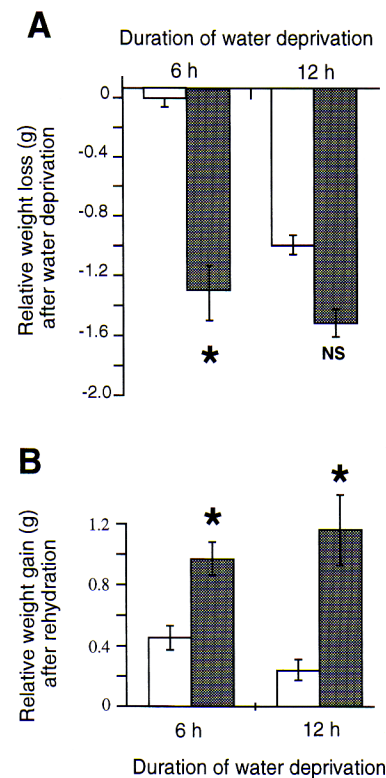 A
Duration of water deprivation
6 h
12 h
Relative weight loss (g)
after water deprivation
0
-0.4
-0.8
-1.2
-1.6
-2.0
*
NS
B
Relative weight gain (g)
after rehydration
1.2
0.8
0.4
0
*
*
6 h
12 h
Duration of water deprivation